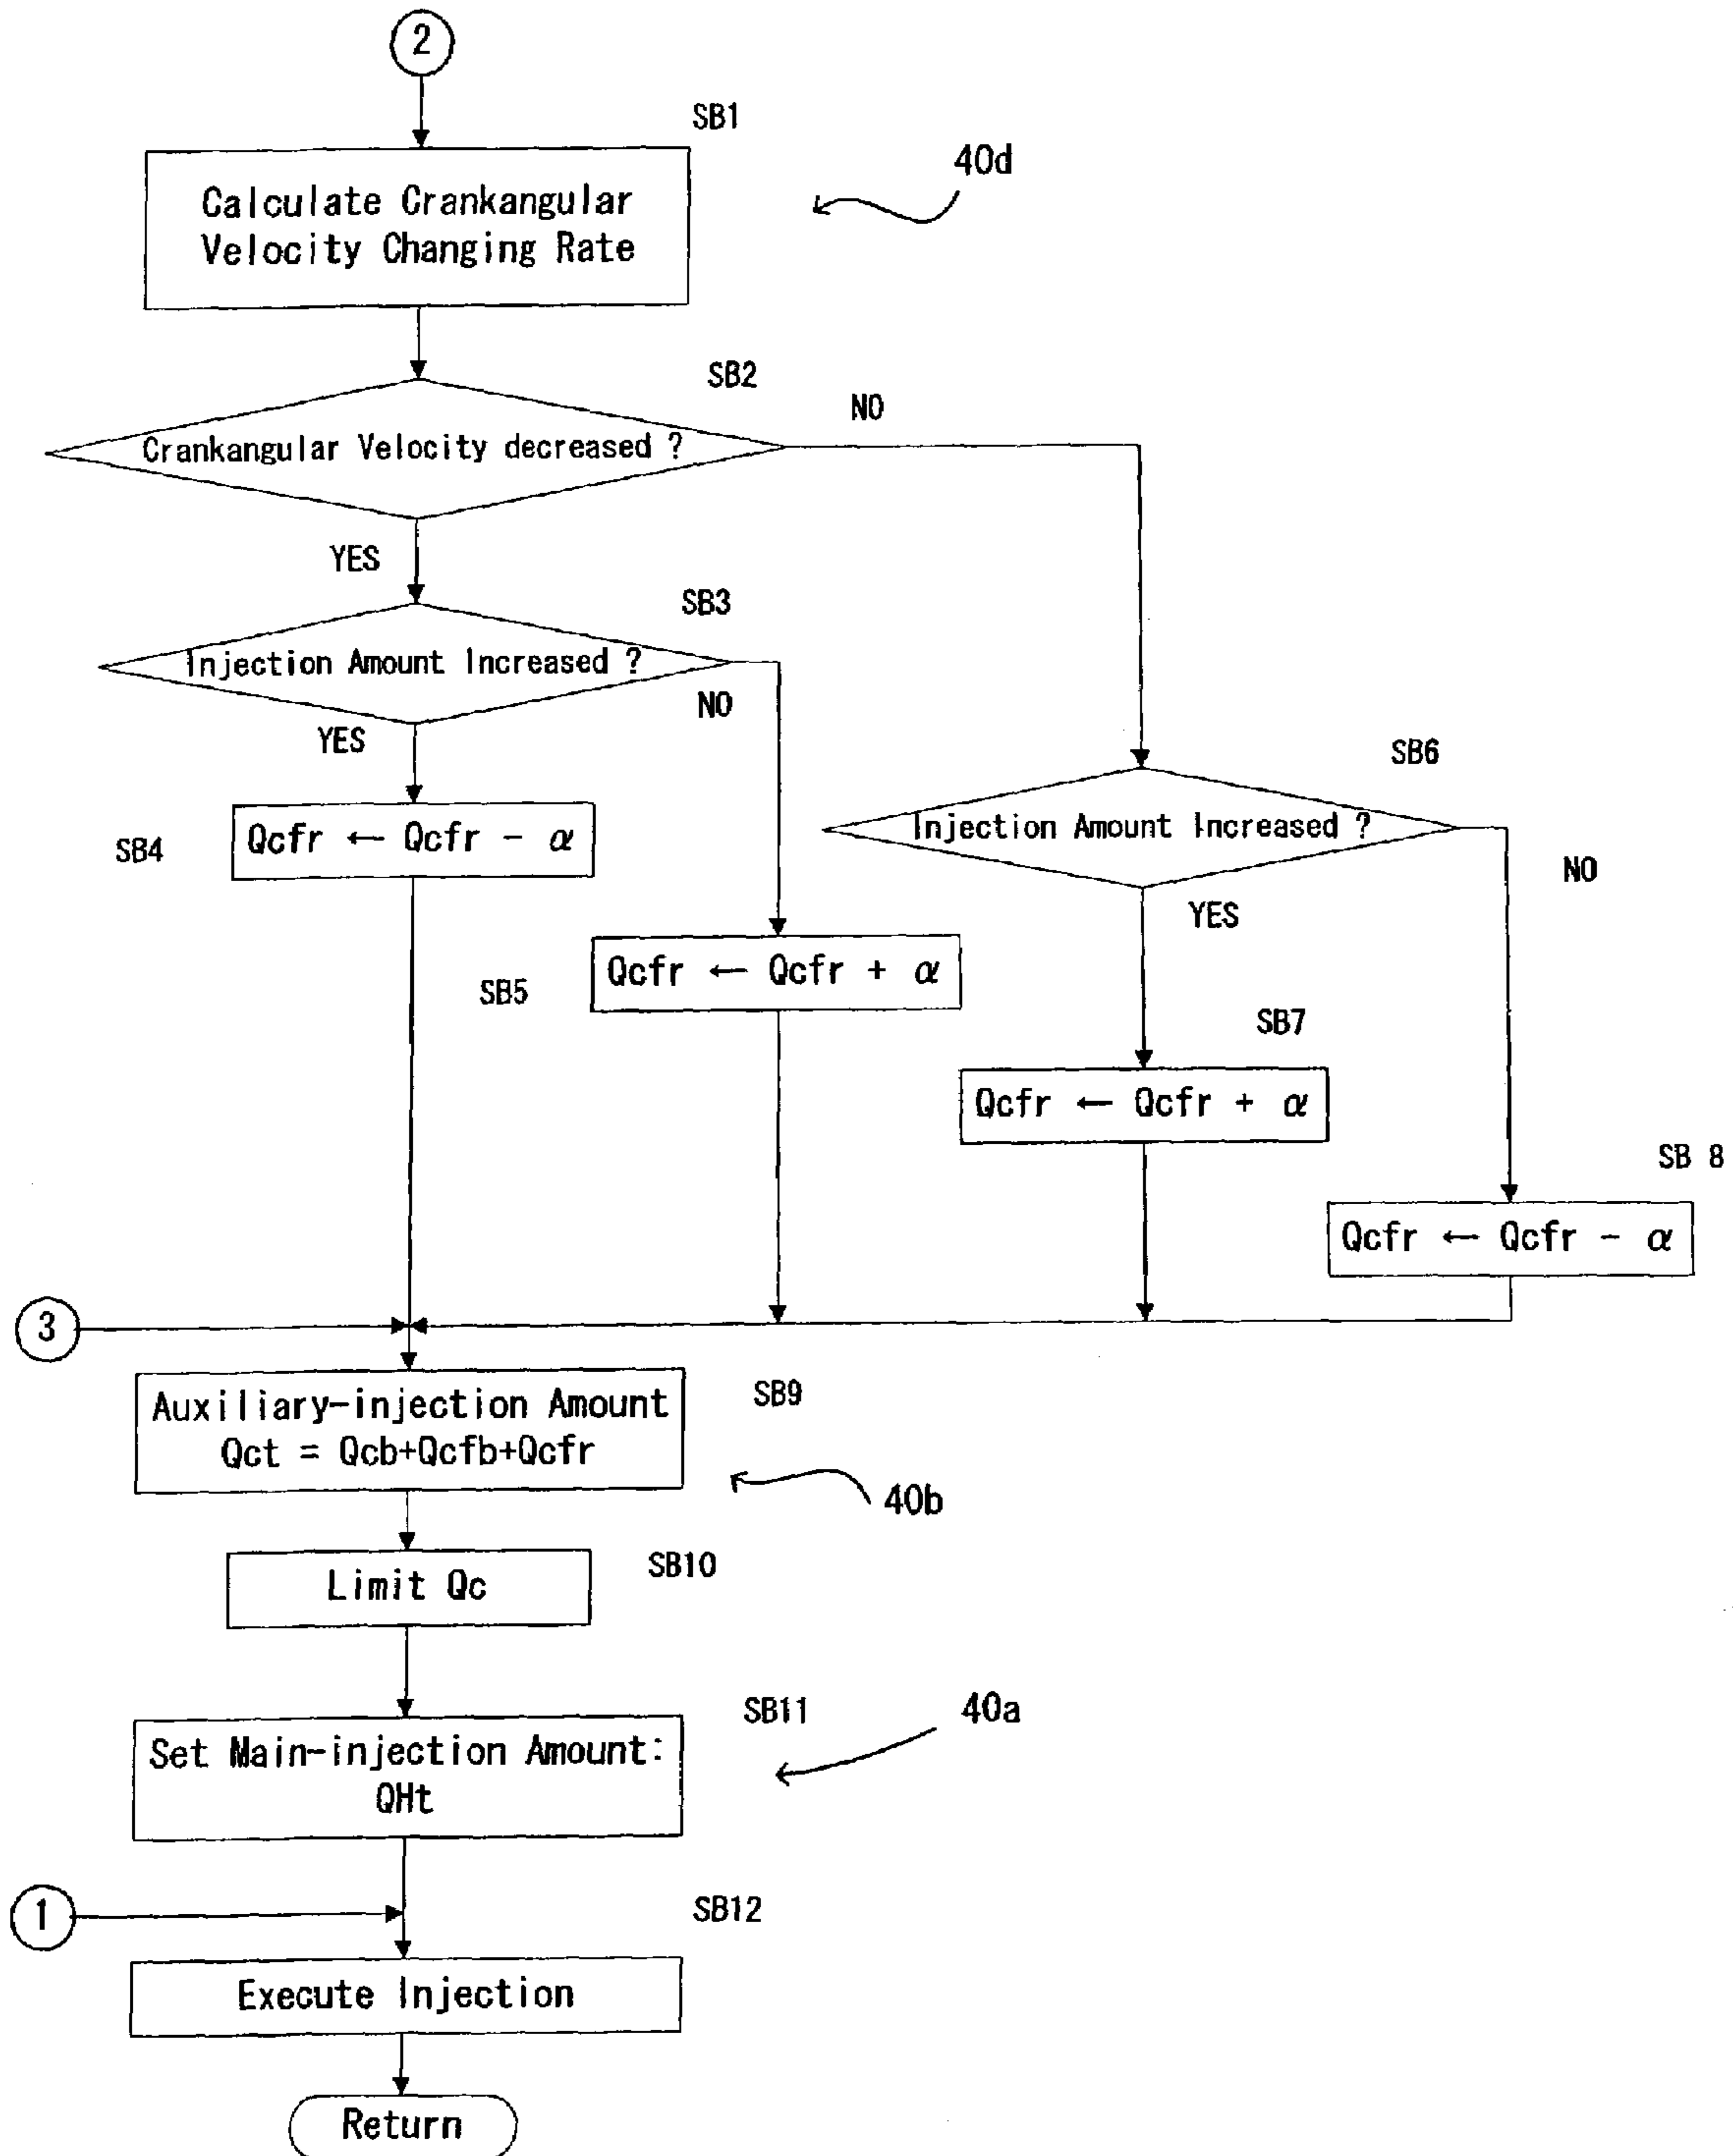 2
SB1
Calculate Crankangular
Velocity Changing Rate
40d
SB2
Crankangular Velocity decreased ?
NO
YES
SB3
Injection Amount Increased ?
NO
YES
SB4
Qcfr ← Qcfr - α
SB5
Qcfr ← Qcfr + α
SB6
Injection Amount Increased ?
NO
YES
SB7
Qcfr ← Qcfr + α
SB 8
Qcfr ← Qcfr - α
3
SB9
Auxiliary-injection Amount
Qct = Qcb+Qcfb+Qcfr
40b
SB10
Limit Qc
SB11
Set Main-injection Amount:
QHt
40a
1
SB12
Execute Injection
Return